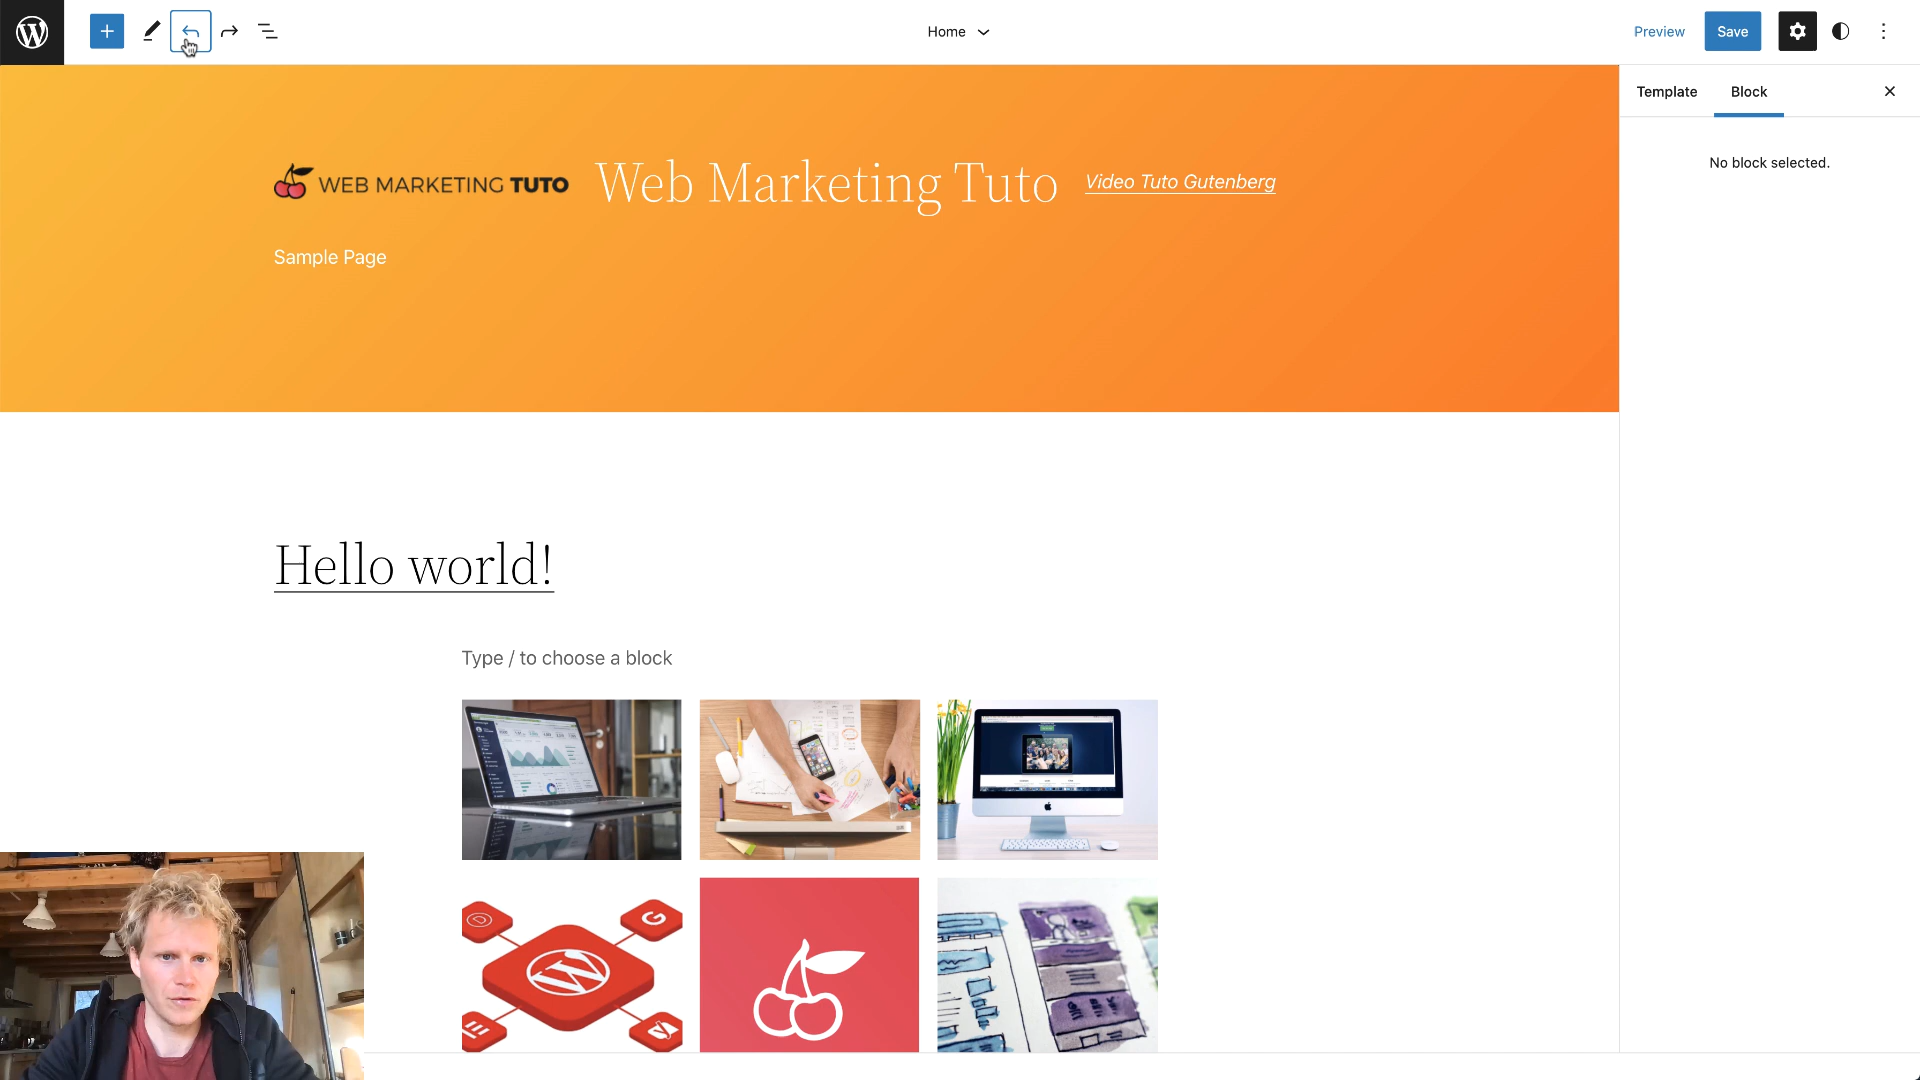 Home
Preview
Save
Template
Block
No block selected.
WEB MARKETING TUTO
Web Marketing Tuto
Video Tuto Gutenberg
Sample Page
Hello world!
Type / to choose a block